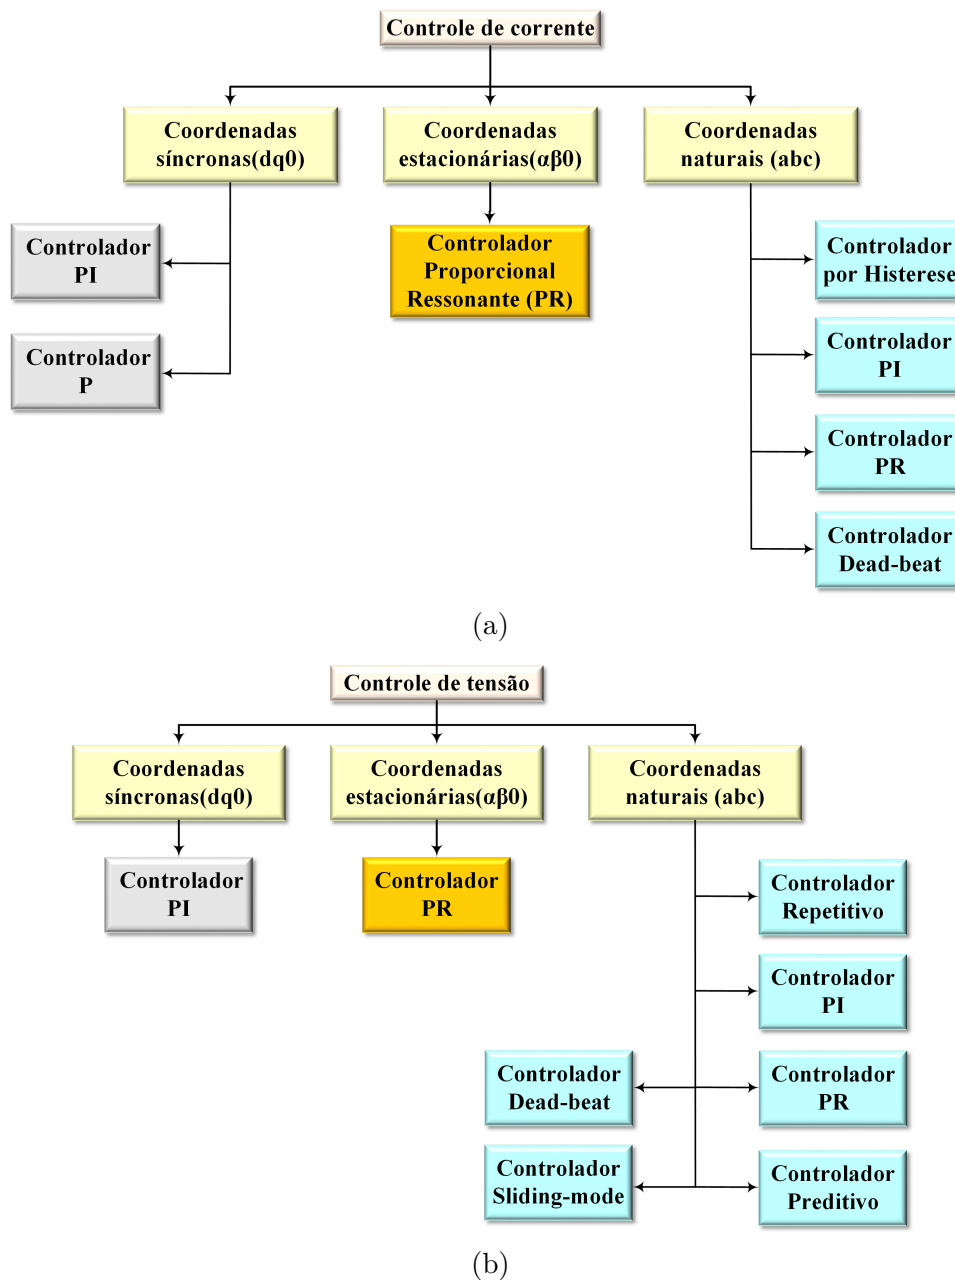 Controle de corrente
Coordenadas
síncronas(dq0)
Coordenadas
estacionárias(αβ0)
Coordenadas
naturais (abc)
Controlador
PI
Controlador
P
Controlador
Proporcional
Ressonante (PR)
Controlador
por Histerese
Controlador
PI
Controlador
PR
Controlador
Dead-beat
(a)
Controle de tensão
Coordenadas
síncronas(dq0)
Coordenadas
estacionárias(αβ0)
Coordenadas
naturais (abc)
Controlador
PI
Controlador
PR
Controlador
Repetitivo
Controlador
PI
Controlador
Dead-beat
Controlador
PR
Controlador
Sliding-mode
Controlador
Preditivo
(b)